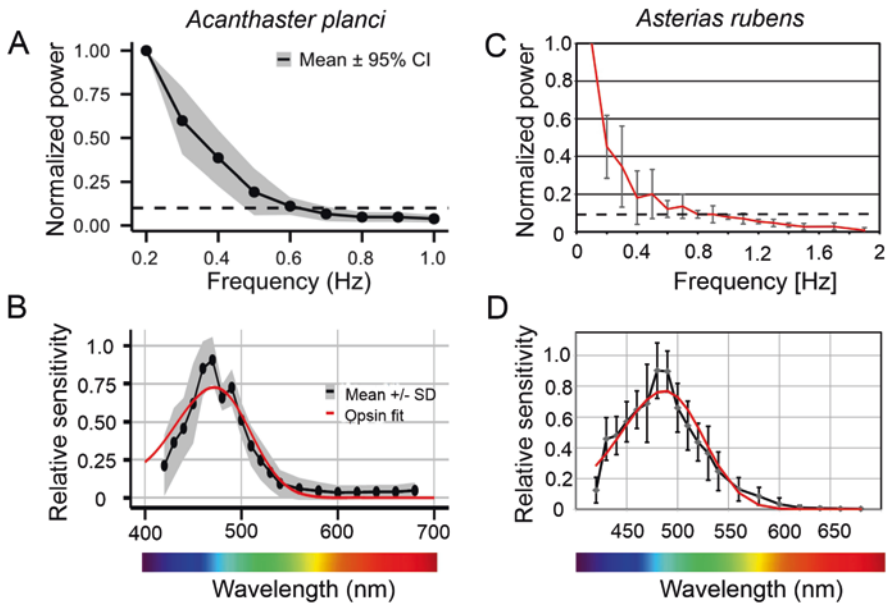 Acanthaster planci
Asterias rubens
A
Normalized power
1.00
0.75
0.50
0.25
0.00
Mean ± 95% CI
0.2 0.4 0.6 0.8 1.0
Frequency (Hz)
C
Normalized power
1.0
0.8
0.6
0.4
0.2
0
0 0.4 0.8 1.2 1.6 2
Frequency [Hz]
B
Relative sensitivity
1.0
0.75
0.50
0.25
0
Mean +/- SD
Opsin fit
400 500 600 700
Wavelength (nm)
D
Relative sensitivity
1.0
0.8
0.6
0.4
0.2
0
450 500 550 600 650
Wavelength (nm)